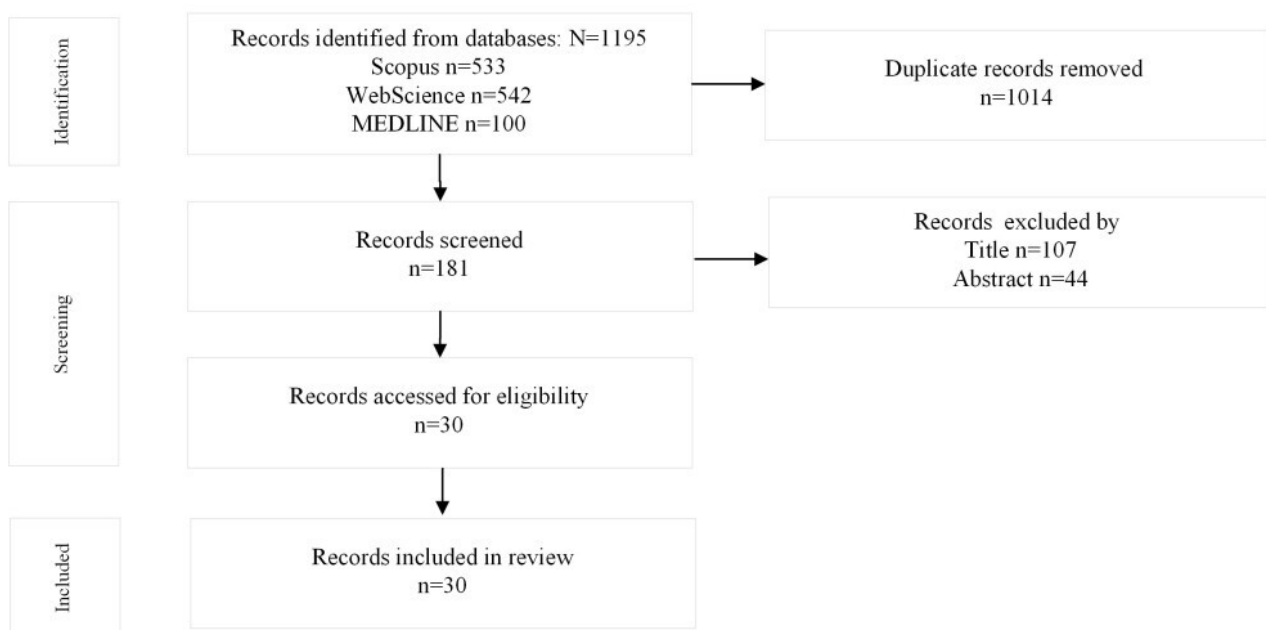 Identification
Records identified from databases: N=1195
Scopus n=533
WebScience n=542
MEDLINE n=100
Duplicate records removed
n=1014
Screening
Records screened
n=181
Records excluded by
Title n=107
Abstract n=44
Records accessed for eligibility
n=30
Included
Records included in review
n=30